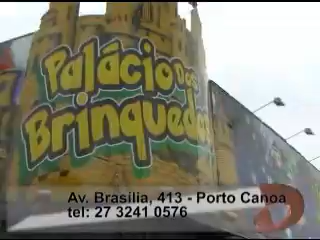 Palácio Dos
Brinquedos
Av. Brasilia, 413 - Porto Canoa
tel: 27 3241 0576